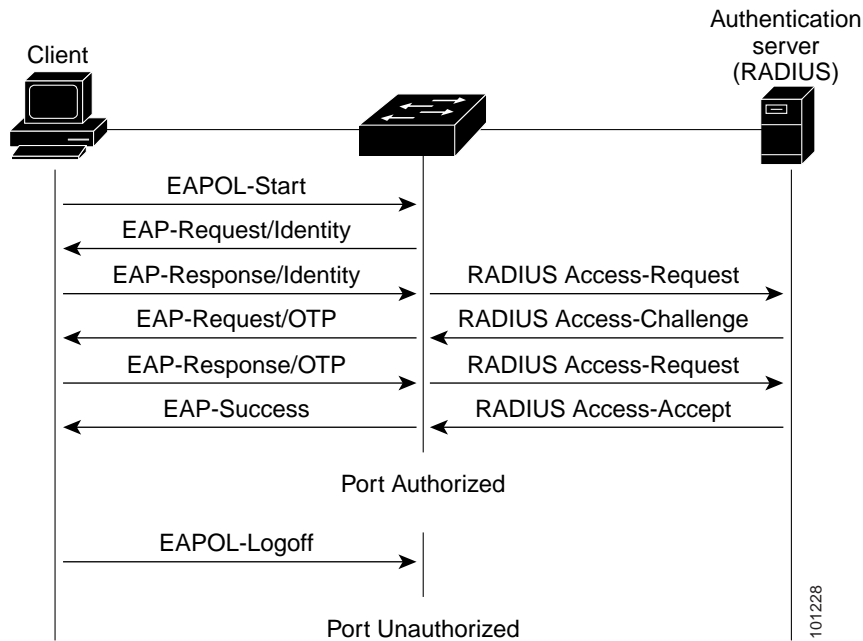 Client
Authentication
server
(RADIUS)
EAPOL-Start
EAP-Request/Identity
EAP-Response/Identity
RADIUS Access-Request
EAP-Request/OTP
RADIUS Access-Challenge
EAP-Response/OTP
RADIUS Access-Request
EAP-Success
RADIUS Access-Accept
Port Authorized
EAPOL-Logoff
Port Unauthorized
101228